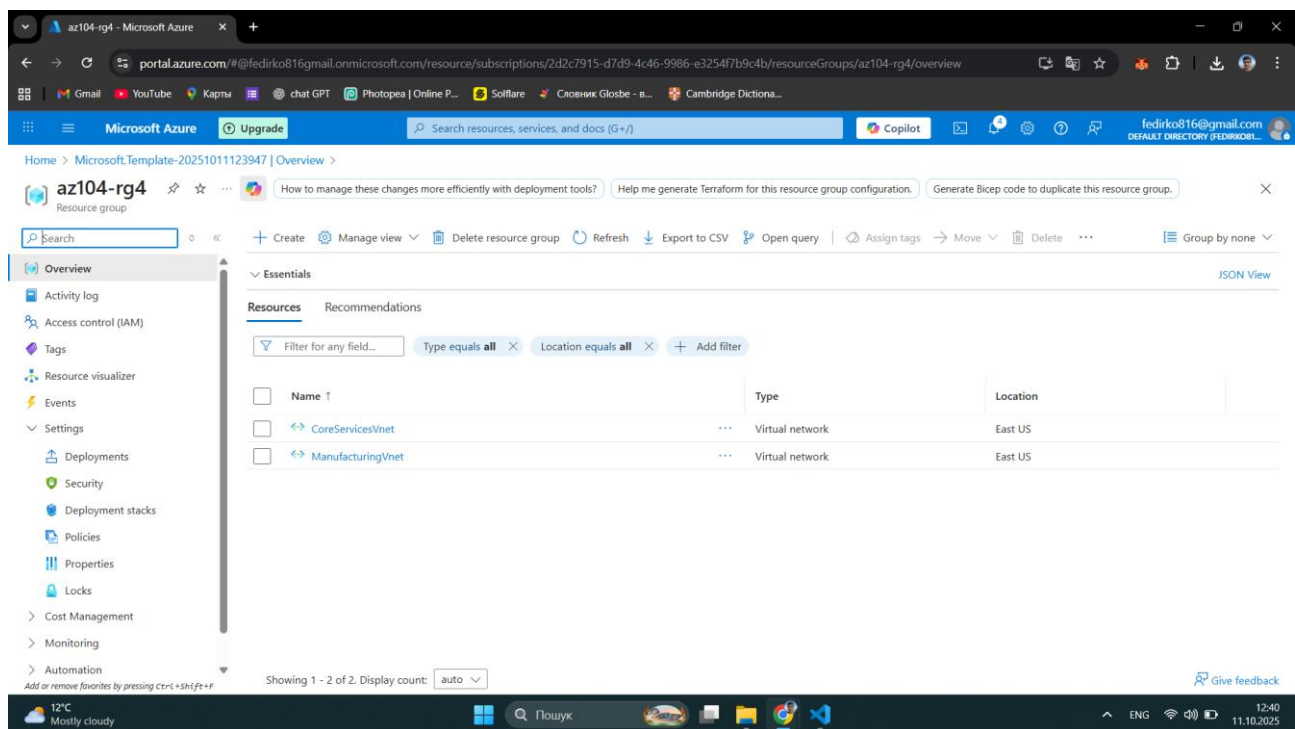 az104-rg4 - Microsoft Azure
portal.azure.com/#@fedirko816gmail.onmicrosoft.com/resource/subscriptions/2d2c7915-d7d9-4c46-9986-e3254f7b9c4b/resourceGroups/az104-rg4/overview
Gmail YouTube Карты chat GPT Photopea | Online P... Solflare Словник Glosbe - в... Cambridge Dictiona...
Microsoft Azure Upgrade Search resources, services, and docs (G+/) Copilot 4 fedirko816@gmail.com
DEFAULT DIRECTORY (FEDIRKO81...
Home > Microsoft.Template-20251011123947 | Overview >
az104-rg4 ... How to manage these changes more efficiently with deployment tools? Help me generate Terraform for this resource group configuration. Generate Bicep code to duplicate this resource group.
Resource group
Search + Create Manage view Delete resource group Refresh Export to CSV Open query Assign tags Move Delete ... Group by none
Overview
Essentials JSON View
Activity log
Resources Recommendations
Access control (IAM)
Tags
Filter for any field... Type equals all Location equals all Add filter
Resource visualizer
Events
Name ↑ Type Location
Settings
CoreServicesVnet ... Virtual network East US
Deployments
ManufacturingVnet ... Virtual network East US
Security
Deployment stacks
Policies
Properties
Locks
Cost Management
Monitoring
Automation
Showing 1 - 2 of 2. Display count: auto Give feedback
Add or remove favorites by pressing Ctrl+Shift+F
12°C
Mostly cloudy
Пошук
ENG
12:40
11.10.2025